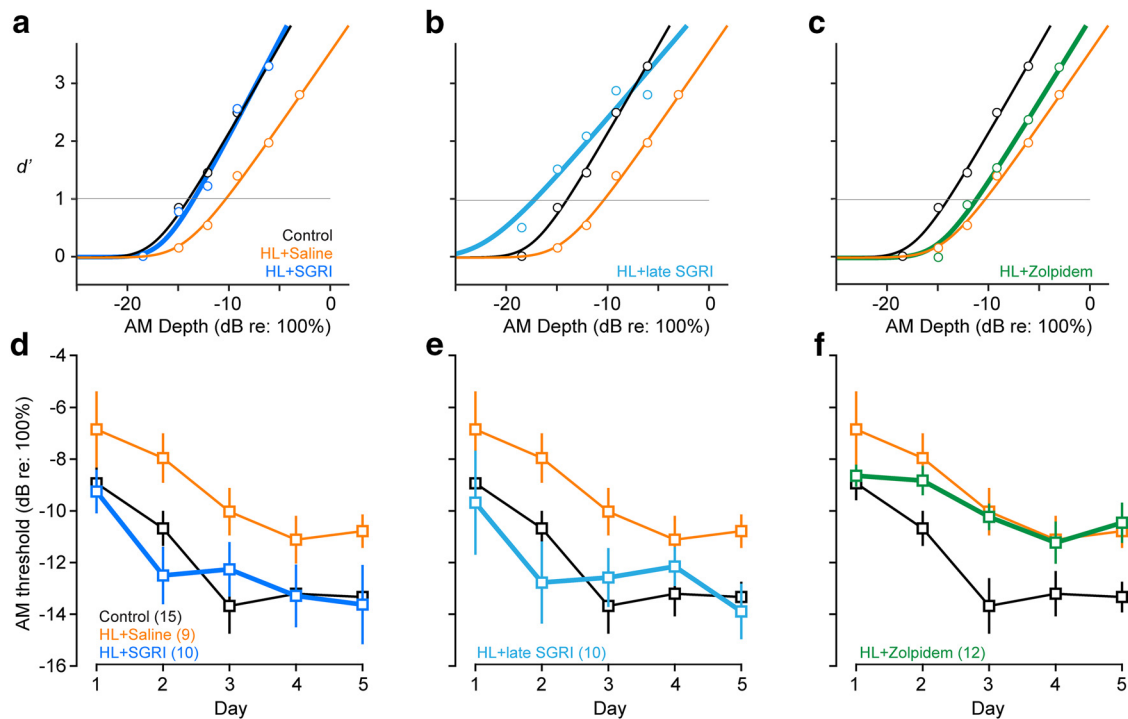 a
b
c
3
2
d'
1
0
Control
HL+Saline
HL+SGRI
HL+late SGRI
HL+Zolpidem
-20 -10 0
-20 -10 0
-20 -10 0
AM Depth (dB re: 100%)
AM Depth (dB re: 100%)
AM Depth (dB re: 100%)
d
e
f
AM threshold (dB re: 100%)
-4
-6
-8
-10
-12
-14
-16
Control (15)
HL+Saline (9)
HL+SGRI (10)
HL+late SGRI (10)
HL+Zolpidem (12)
1 2 3 4 5
1 2 3 4 5
1 2 3 4 5
Day
Day
Day